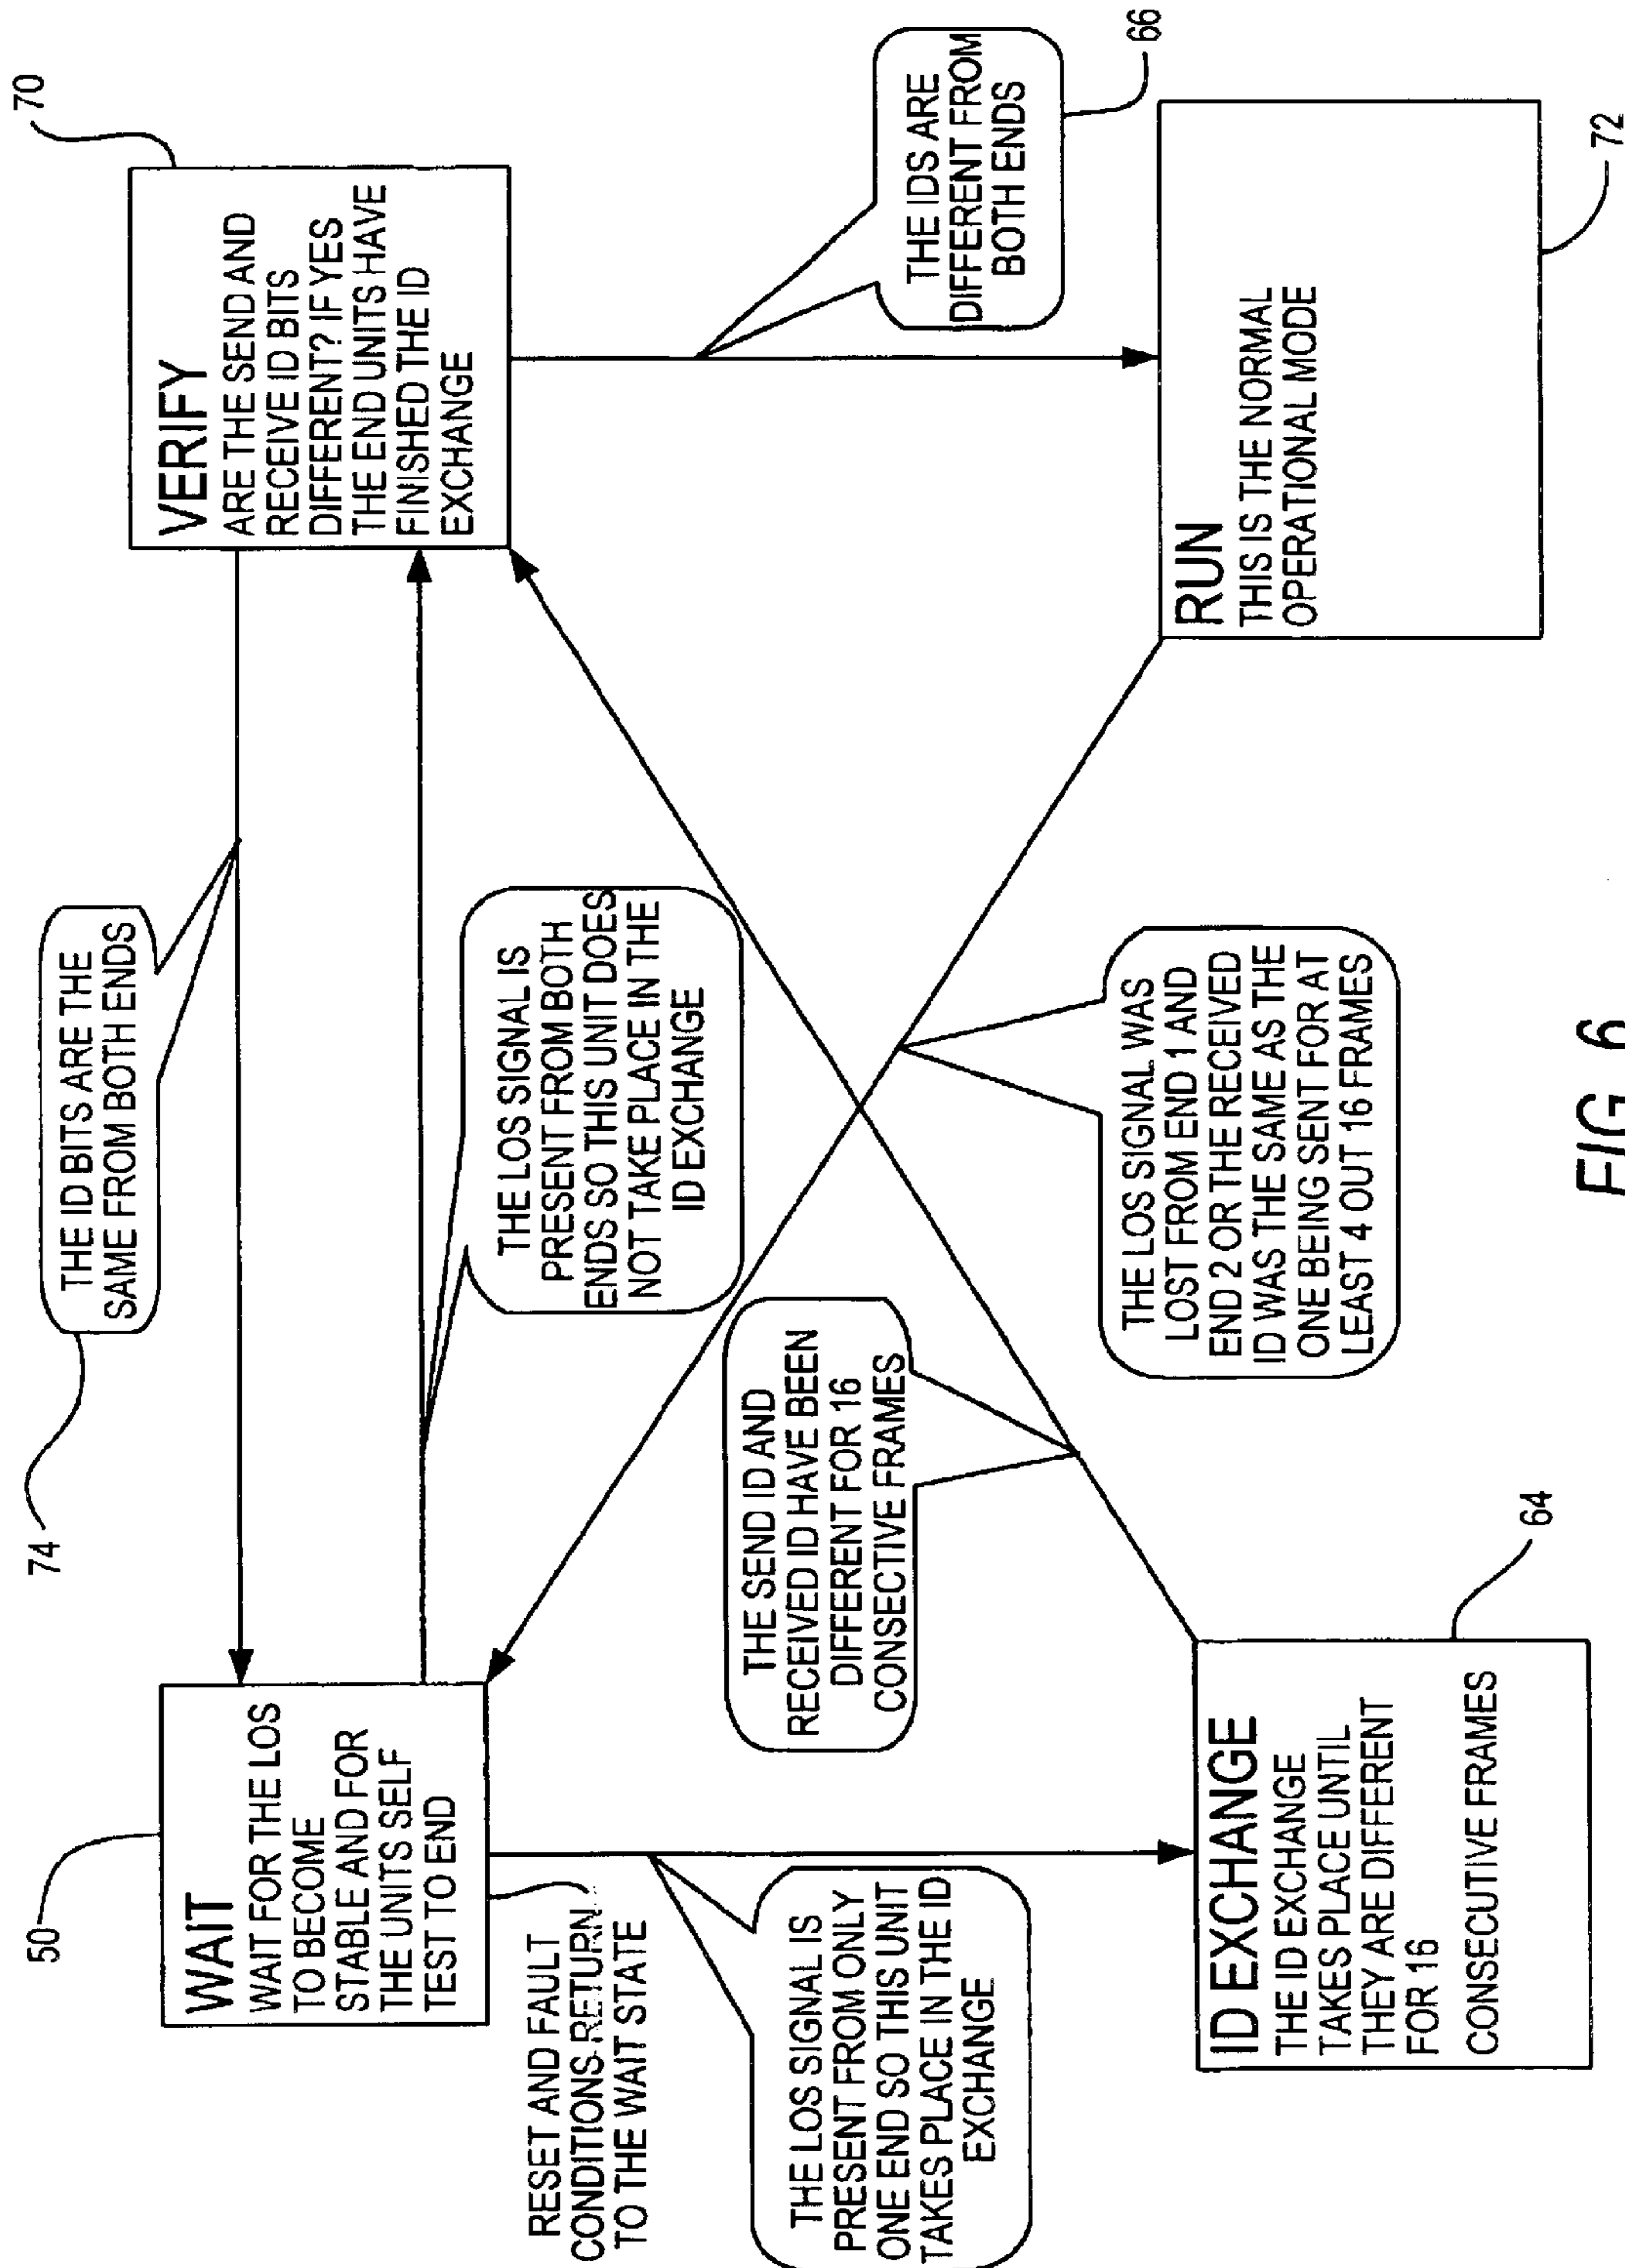 74
THE ID BITS ARE THE
SAME FROM BOTH ENDS
50
WAIT
WAIT FOR THE LOS
TO BECOME
STABLE AND FOR
THE UNITS SELF
TEST TO END
70
VERIFY
ARE THE SEND AND
RECEIVE ID BITS
DIFFERENT? IF YES
THE END UNITS HAVE
FINISHED THE ID
EXCHANGE
THE LOS SIGNAL IS
PRESENT FROM BOTH
ENDS SO THIS UNIT DOES
NOT TAKE PLACE IN THE
ID EXCHANGE
RESET AND FAULT
CONDITIONS RETURN
TO THE WAIT STATE
THE LOS SIGNAL IS
PRESENT FROM ONLY
ONE END SO THIS UNIT
TAKES PLACE IN THE ID
EXCHANGE
THE SEND ID AND
RECEIVED ID HAVE BEEN
DIFFERENT FOR 16
CONSECTIVE FRAMES
THE LOS SIGNAL WAS
LOST FROM END 1 AND
END 2 OR THE RECEIVED
ID WAS THE SAME AS THE
ONE BEING SENT FOR AT
LEAST 4 OUT 16 FRAMES
THE IDS ARE
DIFFERENT FROM
BOTH ENDS
66
ID EXCHANGE
THE ID EXCHANGE
TAKES PLACE UNTIL
THEY ARE DIFFERENT
FOR 16
CONSECUTIVE FRAMES
64
RUN
THIS IS THE NORMAL
OPERATIONAL MODE
72
FIG. 6